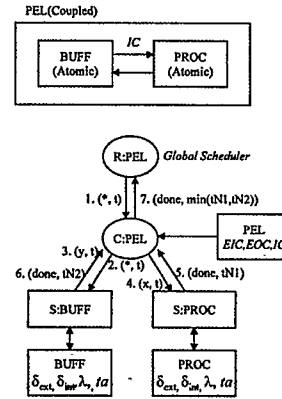 PEL(Coupled)
IC
BUFF
(Atomic)
PROC
(Atomic)
R:PEL
Global Scheduler
1. (*, t)
7. (done, min(tN1, tN2))
C:PEL
PEL
EIC, EOC, IC
3. (y, t)
2. (*, t)
5. (done, tN1)
6. (done, tN2)
4. (x, t)
S:BUFF
S:PROC
BUFF
δext, δint, λ, ta
PROC
δext, δint, λ, ta